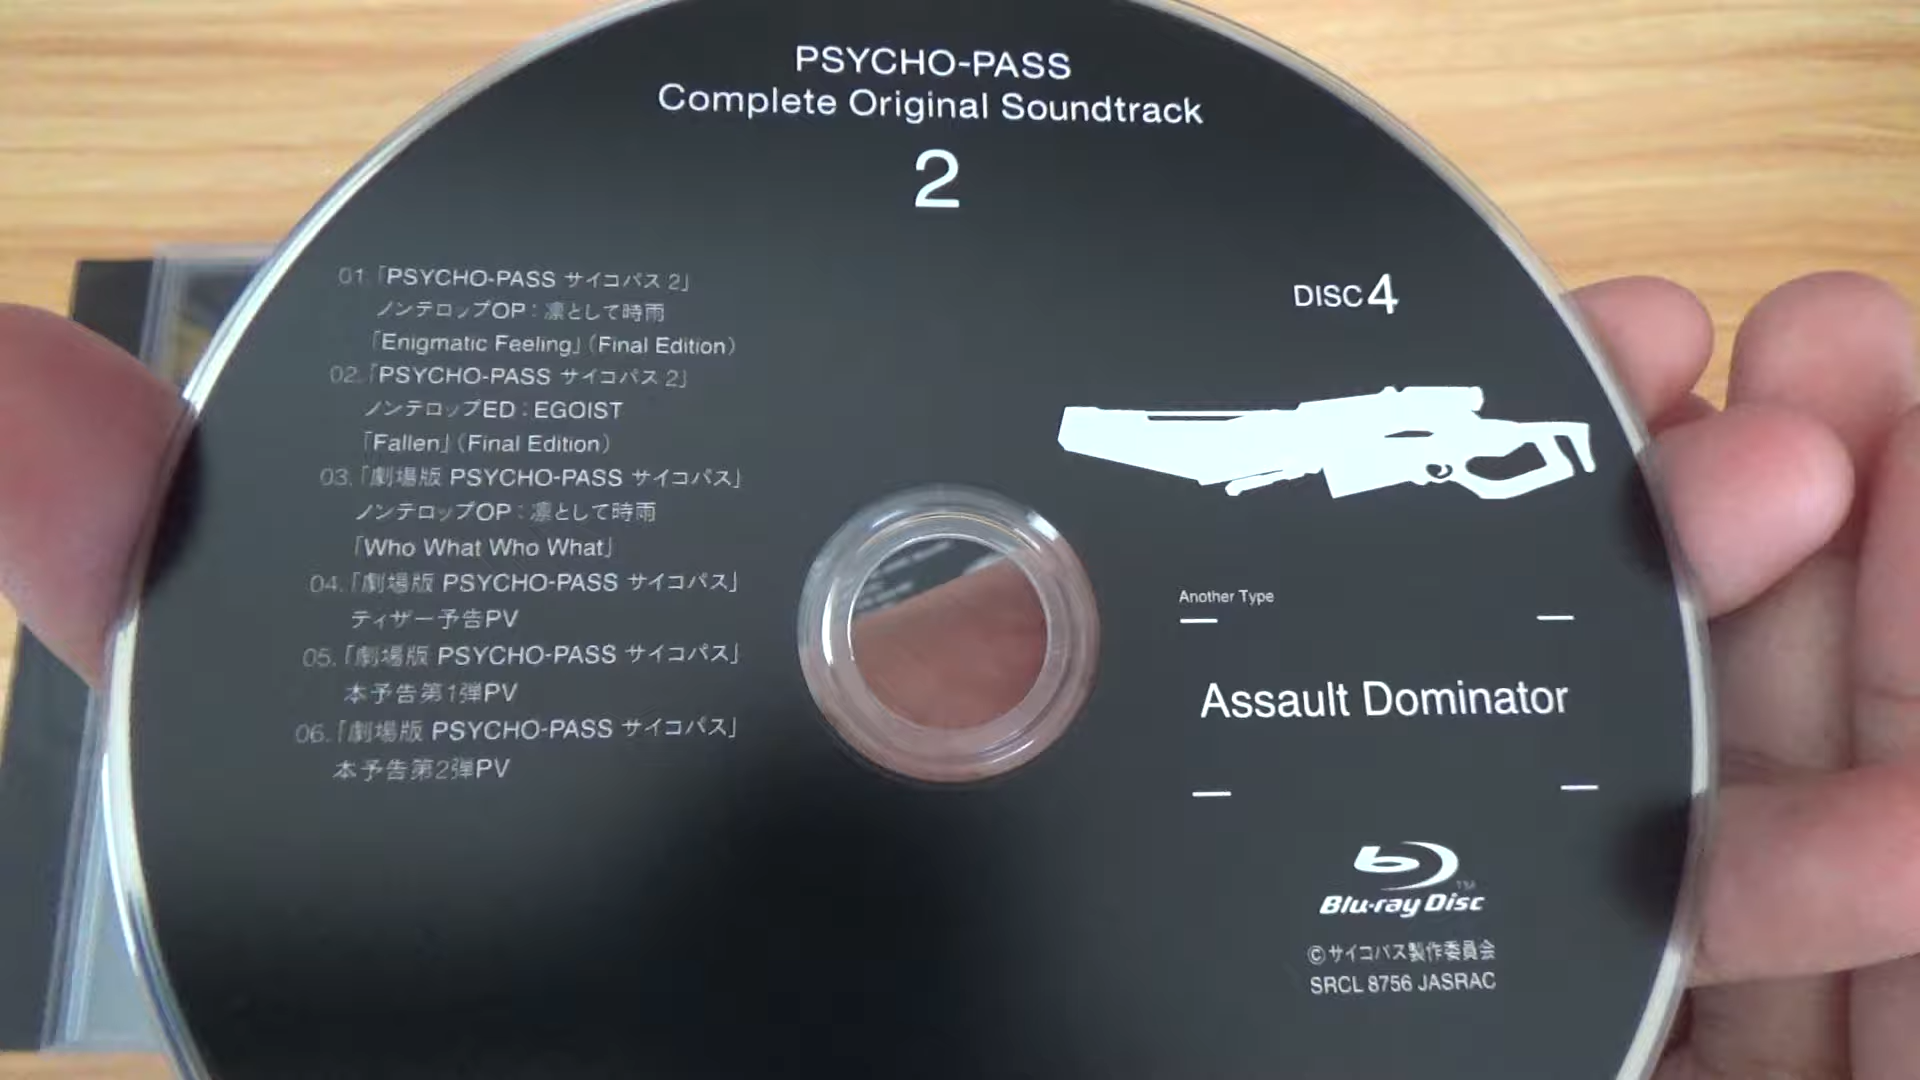 PSYCHO-PASS
Complete Original Soundtrack
2
01.「PSYCHO-PASS サイコパス 2」
ノンテロップOP：凛として時雨
「Enigmatic Feeling」（Final Edition）
02.「PSYCHO-PASS サイコパス 2」
ノンテロップED：EGOIST
「Fallen」（Final Edition）
03.「劇場版 PSYCHO-PASS サイコパス」
ノンテロップOP：凛として時雨
「Who What Who What」
04.「劇場版 PSYCHO-PASS サイコパス」
ティザー予告PV
05.「劇場版 PSYCHO-PASS サイコパス」
本予告第1弾PV
06.「劇場版 PSYCHO-PASS サイコパス」
本予告第2弾PV
DISC4
Another Type
Assault Dominator
Blu-ray Disc™
©サイコパス製作委員会
SRCL 8756 JASRAC